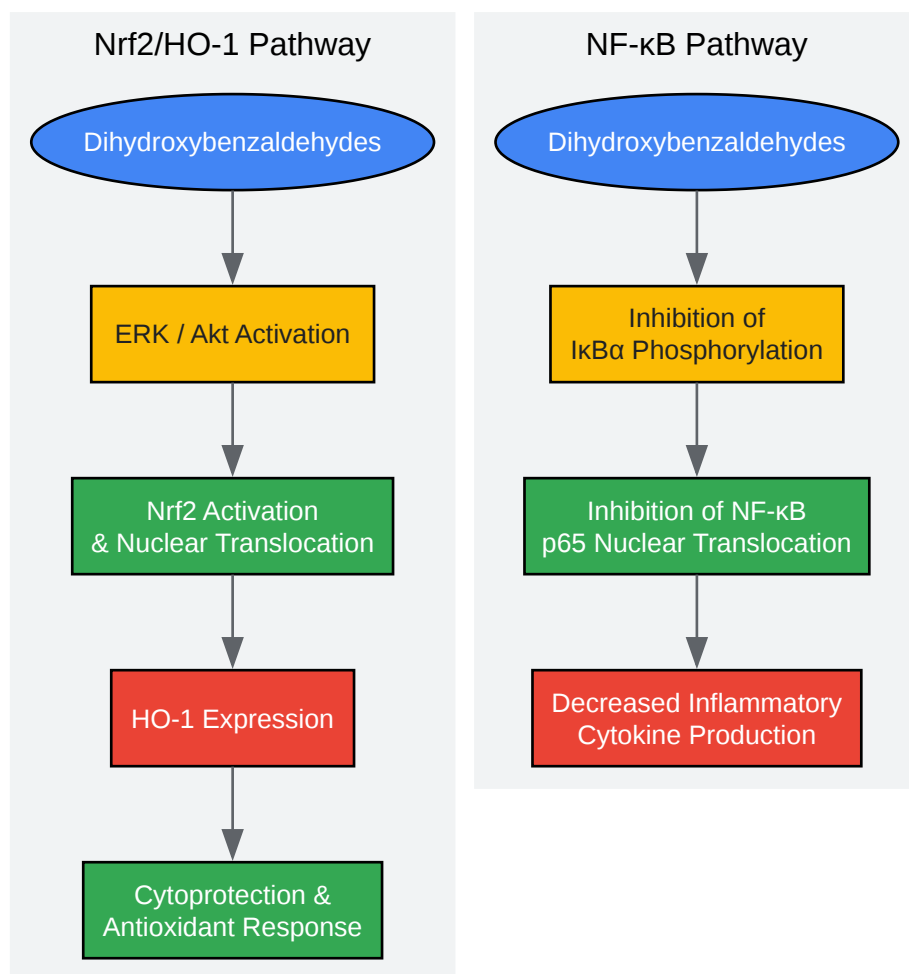 Nrf2/HO-1 Pathway
Dihydroxybenzaldehydes
ERK / Akt Activation
Nrf2 Activation
& Nuclear Translocation
HO-1 Expression
Cytoprotection &
Antioxidant Response
NF-κB Pathway
Dihydroxybenzaldehydes
Inhibition of
IκBα Phosphorylation
Inhibition of NF-κB
p65 Nuclear Translocation
Decreased Inflammatory
Cytokine Production